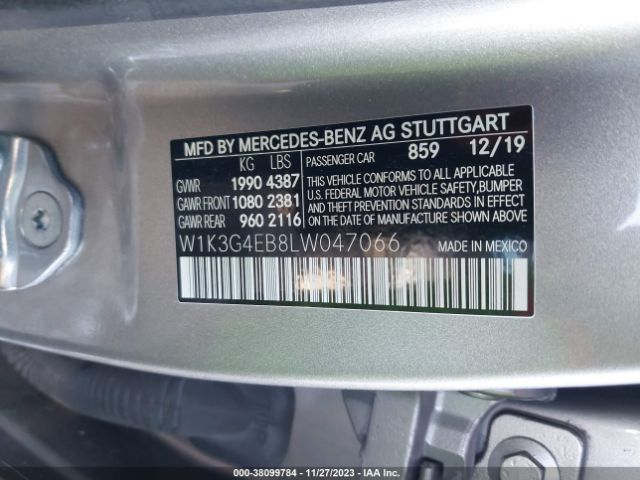 MFD BY MERCEDES-BENZ AG STUTTGART
KG LBS PASSENGER CAR 859 12/19
GVWR 1990 4387
GAWR FRONT 1080 2381
GAWR REAR 960 2116
THIS VEHICLE CONFORMS TO ALL APPLICABLE
U.S. FEDERAL MOTOR VEHICLE SAFETY,BUMPER
AND THEFT PREVENTION STANDARDS IN EFFECT
ON THE DATE OF MANUFACTURE SHOWN ABOVE.
W1K3G4EB8LW047066 MADE IN MEXICO
000-38099784 | 11/27/2023 | IAA Inc.